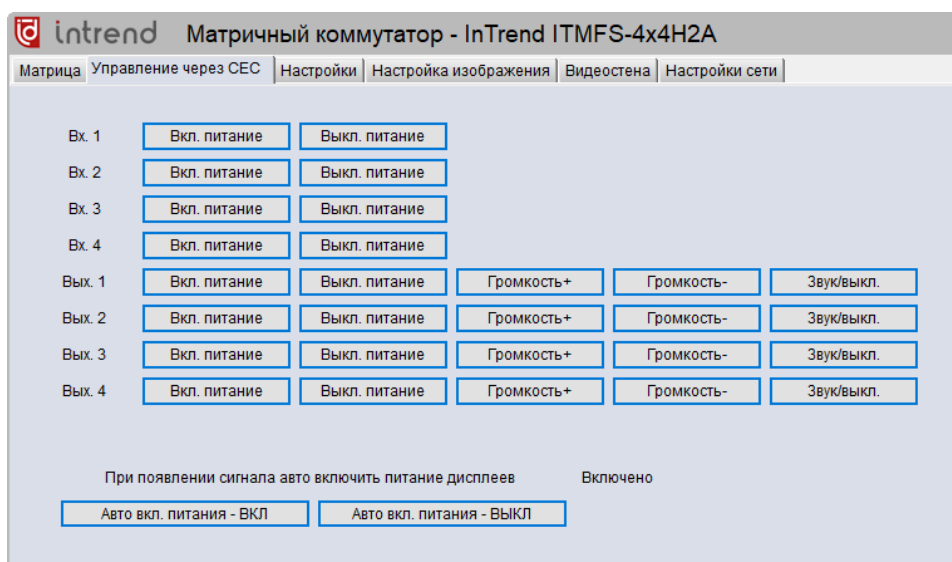 intrend Матричный коммутатор - InTrend ITMFS-4x4H2A
Матрица Управление через CEC Настройки Настройка изображения Видеостена Настройки сети
Вх. 1 Вкл. питание Выкл. питание
Вх. 2 Вкл. питание Выкл. питание
Вх. 3 Вкл. питание Выкл. питание
Вх. 4 Вкл. питание Выкл. питание
Вых. 1 Вкл. питание Выкл. питание Громкость+ Громкость- Звук/выкл.
Вых. 2 Вкл. питание Выкл. питание Громкость+ Громкость- Звук/выкл.
Вых. 3 Вкл. питание Выкл. питание Громкость+ Громкость- Звук/выкл.
Вых. 4 Вкл. питание Выкл. питание Громкость+ Громкость- Звук/выкл.
При появлении сигнала авто включить питание дисплеев Включено
Авто вкл. питания - ВКЛ Авто вкл. питания - ВЫКЛ